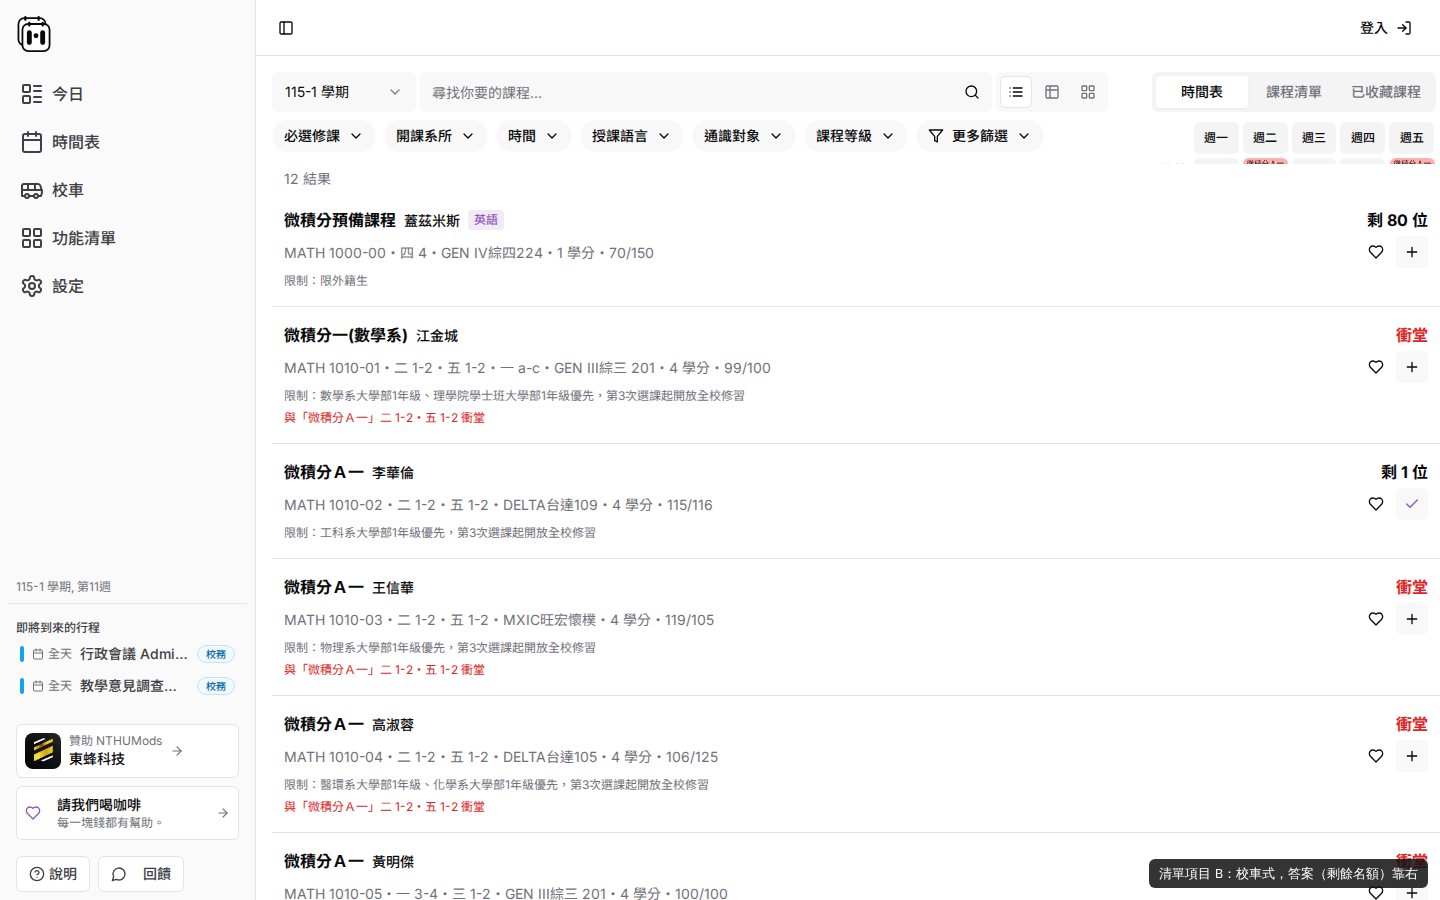 登入
今日
時間表
校車
功能清單
設定
115-1 學期, 第11週
即將到來的行程
全天 行政會議 Admi... 校務
全天 教學意見調查... 校務
贊助 NTHUMods
東蜂科技
請我們喝咖啡
每一塊錢都有幫助。
說明 回饋
115-1 學期 尋找你要的課程...
必選修課 開課系所 時間 授課語言 通識對象 課程等級 更多篩選
時間表 課程清單 已收藏課程
週一 週二 週三 週四 週五
12 結果
微積分預備課程 蓋茲米斯 英語 剩 80 位
MATH 1000-00・四 4・GEN IV綜四224・1 學分・70/150
限制：限外籍生
微積分一(數學系) 江金城 衝堂
MATH 1010-01・二 1-2・五 1-2・一 a-c・GEN III綜三 201・4 學分・99/100
限制：數學系大學部1年級、理學院學士班大學部1年級優先，第3次選課起開放全校修習
與「微積分Ａ一」二 1-2・五 1-2 衝堂
微積分Ａ一 李華倫 剩 1 位
MATH 1010-02・二 1-2・五 1-2・DELTA台達109・4 學分・115/116
限制：工科系大學部1年級優先，第3次選課起開放全校修習
微積分Ａ一 王信華 衝堂
MATH 1010-03・二 1-2・五 1-2・MXIC旺宏懷樸・4 學分・119/105
限制：物理系大學部1年級優先，第3次選課起開放全校修習
與「微積分Ａ一」二 1-2・五 1-2 衝堂
微積分Ａ一 高淑蓉 衝堂
MATH 1010-04・二 1-2・五 1-2・DELTA台達105・4 學分・106/125
限制：醫環系大學部1年級、化學系大學部1年級優先，第3次選課起開放全校修習
與「微積分Ａ一」二 1-2・五 1-2 衝堂
微積分Ａ一 黃明傑 衝堂
MATH 1010-05・一 3-4・三 1-2・GEN III綜三 201・4 學分・100/100
清單項目 B：校車式，答案（剩餘名額）靠右